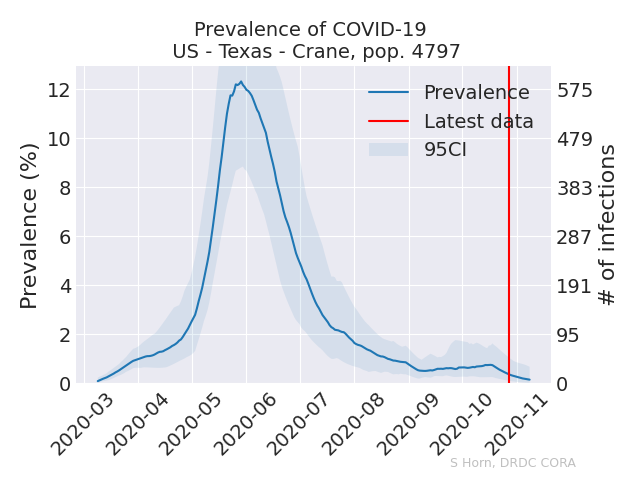 Prevalence of COVID-19
US - Texas - Crane, pop. 4797
Prevalence (%)
12
10
8
6
4
2
0
Prevalence
Latest data
95CI
575
479
383
287
191
95
0
# of infections
2020-03
2020-04
2020-05
2020-06
2020-07
2020-08
2020-09
2020-10
2020-11
S Horn, DRDC CORA